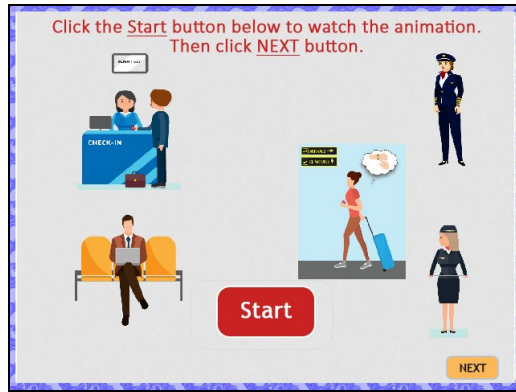 Click the Start button below to watch the animation.
Then click NEXT button.
CHECK-IN
Start
NEXT